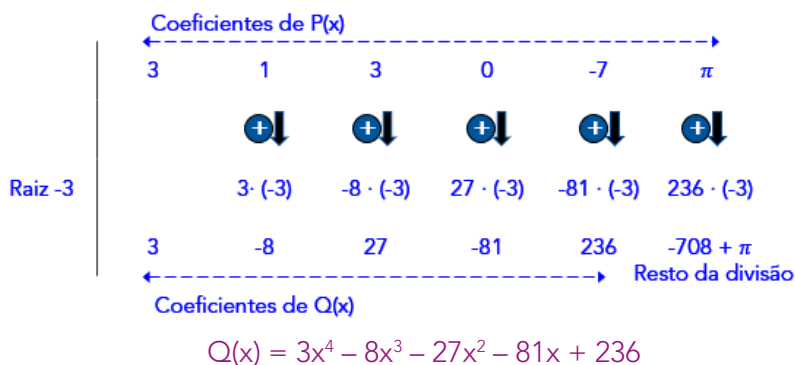 Coeficientes de P(x)
3 1 3 0 -7 π
+ + + + +
Raiz -3 3· (-3) -8 · (-3) 27 · (-3) -81 · (-3) 236 · (-3)
3 -8 27 -81 236 -708 + π
Resto da divisão
Coeficientes de Q(x)
Q(x) = 3x⁴ – 8x³ – 27x² – 81x + 236